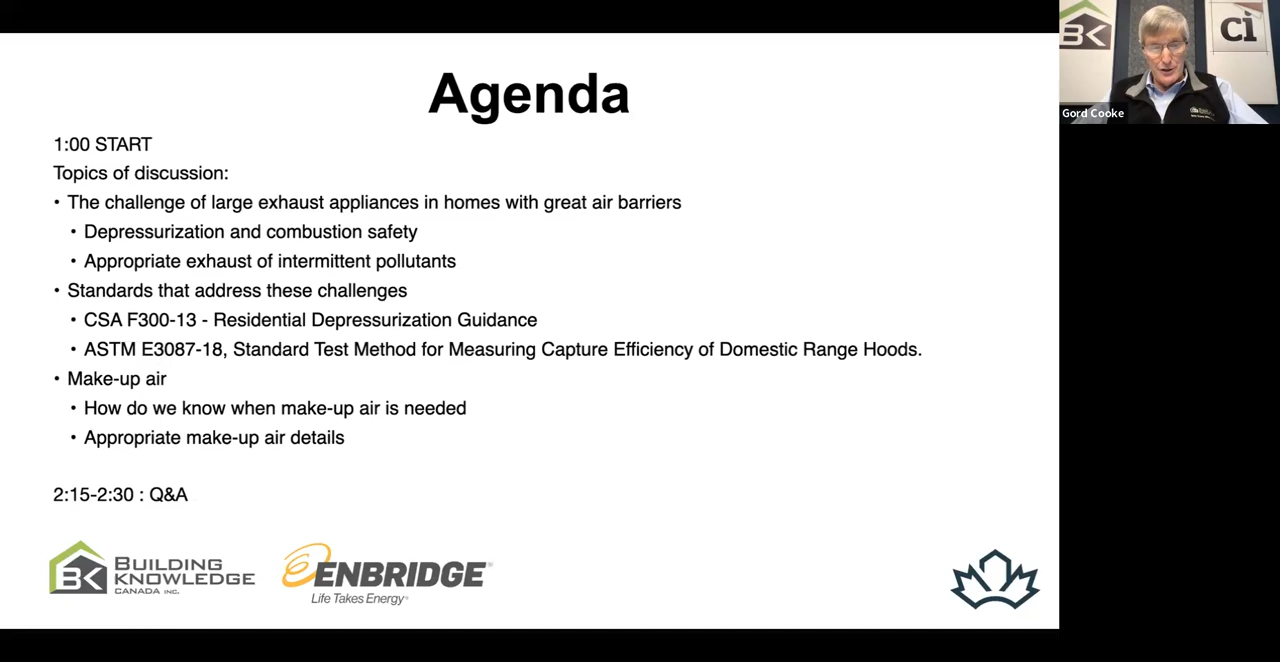 Agenda
1:00 START
Topics of discussion:
• The challenge of large exhaust appliances in homes with great air barriers
• Depressurization and combustion safety
• Appropriate exhaust of intermittent pollutants
• Standards that address these challenges
• CSA F300-13 - Residential Depressurization Guidance
• ASTM E3087-18, Standard Test Method for Measuring Capture Efficiency of Domestic Range Hoods.
• Make-up air
• How do we know when make-up air is needed
• Appropriate make-up air details
2:15-2:30 : Q&A
BK
BUILDING
KNOWLEDGE
CANADA INC.
ENBRIDGE®
Life Takes Energy®
BK
ci
Gord Cooke